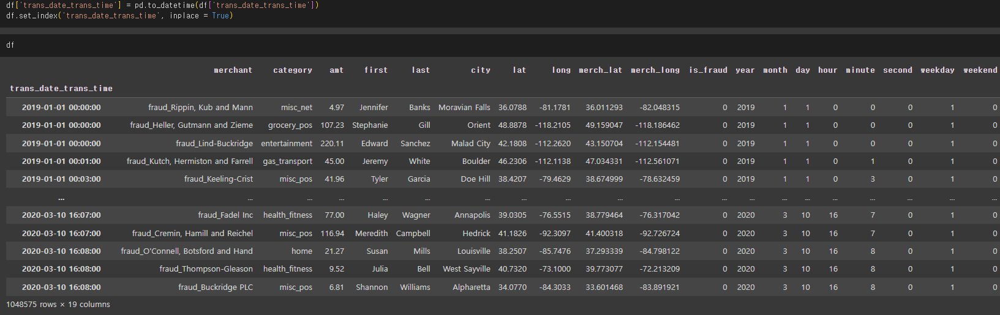 df['trans_date_trans_time'] = pd.to_datetime(df['trans_date_trans_time'])
df.set_index('trans_date_trans_time', inplace = True)
df
merchant category amt first last city lat long merch_lat merch_long is_fraud year month day hour minute second weekday weekend
trans_date_trans_time
2019-01-01 00:00:00 fraud_Rippin, Kub and Mann misc_net 4.97 Jennifer Banks Moravian Falls 36.0788 -81.1781 36.011293 -82.048315 0 2019 1 1 0 0 0 1 0
2019-01-01 00:00:00 fraud_Heller, Gutmann and Zieme grocery_pos 107.23 Stephanie Gill Orient 48.8878 -118.2105 49.159047 -118.186462 0 2019 1 1 0 0 0 1 0
2019-01-01 00:00:00 fraud_Lind-Buckridge entertainment 220.11 Edward Sanchez Malad City 42.1808 -112.2620 43.150704 -112.154481 0 2019 1 1 0 0 0 1 0
2019-01-01 00:01:00 fraud_Kutch, Hermiston and Farrell gas_transport 45.00 Jeremy White Boulder 46.2306 -112.1138 47.034331 -112.561071 0 2019 1 1 0 1 0 1 0
2019-01-01 00:03:00 fraud_Keeling-Crist misc_pos 41.96 Tyler Garcia Doe Hill 38.4207 -79.4629 38.674999 -78.632459 0 2019 1 1 0 3 0 1 0
... ... ... ... ... ... ... ... ... ... ... ... ... ... ... ... ... ... ... ...
2020-03-10 16:07:00 fraud_Fadel Inc health_fitness 77.00 Haley Wagner Annapolis 39.0305 -76.5515 38.779464 -76.317042 0 2020 3 10 16 7 0 1 0
2020-03-10 16:07:00 fraud_Cremin, Hamill and Reichel misc_pos 116.94 Meredith Campbell Hedrick 41.1826 -92.3097 41.400318 -92.726724 0 2020 3 10 16 7 0 1 0
2020-03-10 16:08:00 fraud_O'Connell, Botsford and Hand home 21.27 Susan Mills Louisville 38.2507 -85.7476 37.293339 -84.798122 0 2020 3 10 16 8 0 1 0
2020-03-10 16:08:00 fraud_Thompson-Gleason health_fitness 9.52 Julia Bell West Sayville 40.7320 -73.1000 39.773077 -72.213209 0 2020 3 10 16 8 0 1 0
2020-03-10 16:08:00 fraud_Buckridge PLC misc_pos 6.81 Shannon Williams Alpharetta 34.0770 -84.3033 33.601468 -83.891921 0 2020 3 10 16 8 0 1 0
1048575 rows × 19 columns